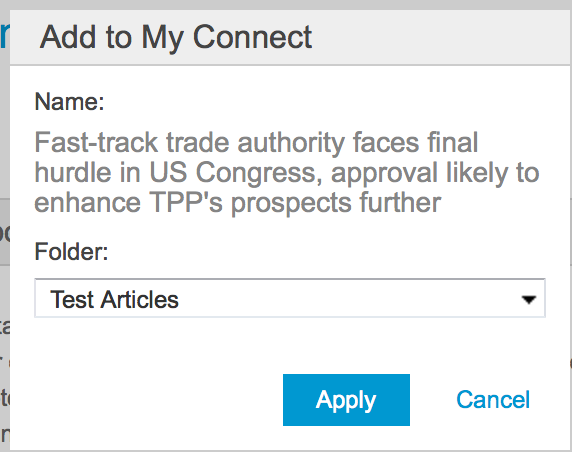 Add to My Connect
Name:
Fast-track trade authority faces final
hurdle in US Congress, approval likely to
enhance TPP's prospects further
Folder:
Test Articles
Apply
Cancel